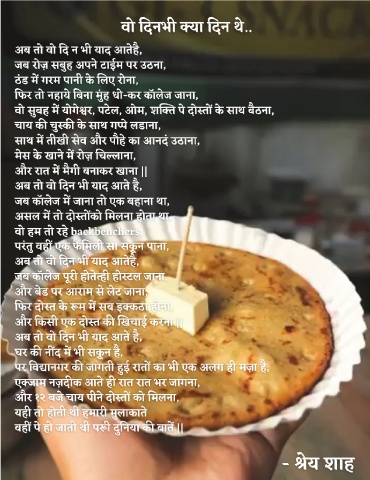 SNACK
वो दिनभी क्या दिन थे..
अब तो वो दि न भी याद आतेहै,
जब रोज़ सबुह अपने टाईम पर उठना,
ठंड में गरम पानी के लिए रोना,
फिर तो नहाये बिना मुंह धो-कर कॉलेज जाना,
वो सुबह में योगेश्वर, पटेल, ओम, शक्ति पे दोस्तों के साथ बैठना,
चाय की चुस्की के साथ गप्पे लडाना,
साथ में तीखी सेव और पौहे का आनदं उठाना,
मेस के खाने में रोज़ चिल्लाना,
और रात में मैगी बनाकर खाना ||
अब तो वो दिन भी याद आते है,
जब कॉलेज में जाना तो एक बहाना था,
असल में तो दोस्तोंको मिलना होता था
वो हम तो रहे backbenchers,
परंतु वहीं एक फॅमिली सा सकून पाना,
अब तो वो दिन भी याद आतेहै,
जब कॉलेज पूरी होतेन्ही होस्टल जाना,
और बेड पर आराम से लेट जाना,
फिर दोस्त के रूम में सब इक्कठा होना,
और किसी एक दोस्त की खिचाई करना ||
अब तो वो दिन भी याद आते है,
घर की नींद में भी सकून है,
पर विद्यानगर की जागती हुई रातों का भी एक अलग ही मज़ा है,
एक्जाम नज़दीक आते ही रात रात भर जागना,
और १२ बजे चाय पीने दोस्तों को मिलना,
यही तो होती थी हमारी मुलाकाते
वहीं पे हो जाती थी परूी दुनिया की बातें ||
- श्रेय शाह